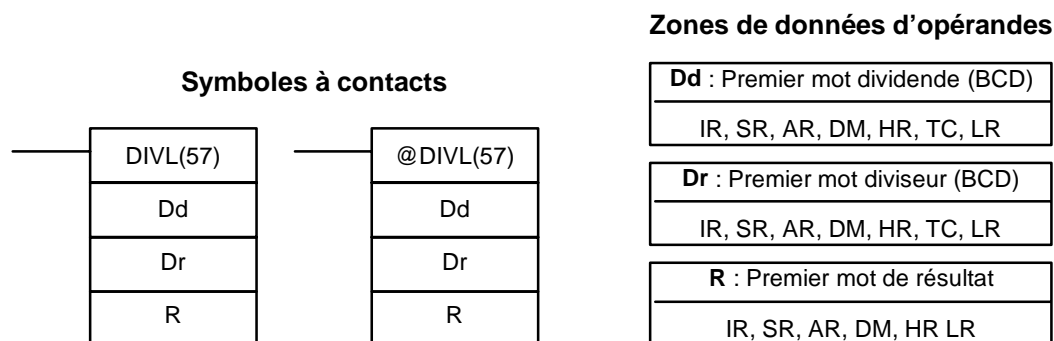 Zones de données d’opérandes
Symboles à contacts
DIVL(57)
Dd
Dr
R
@DIVL(57)
Dd
Dr
R
Dd : Premier mot dividende (BCD)
IR, SR, AR, DM, HR, TC, LR
Dr : Premier mot diviseur (BCD)
IR, SR, AR, DM, HR, TC, LR
R : Premier mot de résultat
IR, SR, AR, DM, HR LR